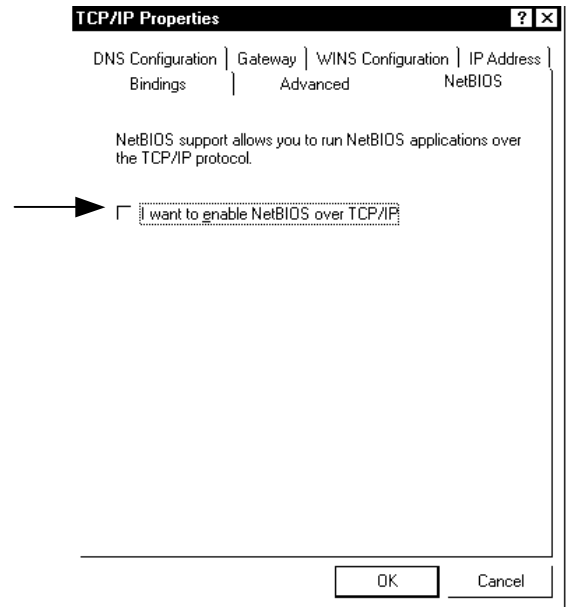 TCP/IP Properties ? ×
DNS Configuration Gateway WINS Configuration IP Address
Bindings Advanced NetBIOS
NetBIOS support allows you to run NetBIOS applications over
the TCP/IP protocol.
I want to enable NetBIOS over TCP/IP
OK Cancel